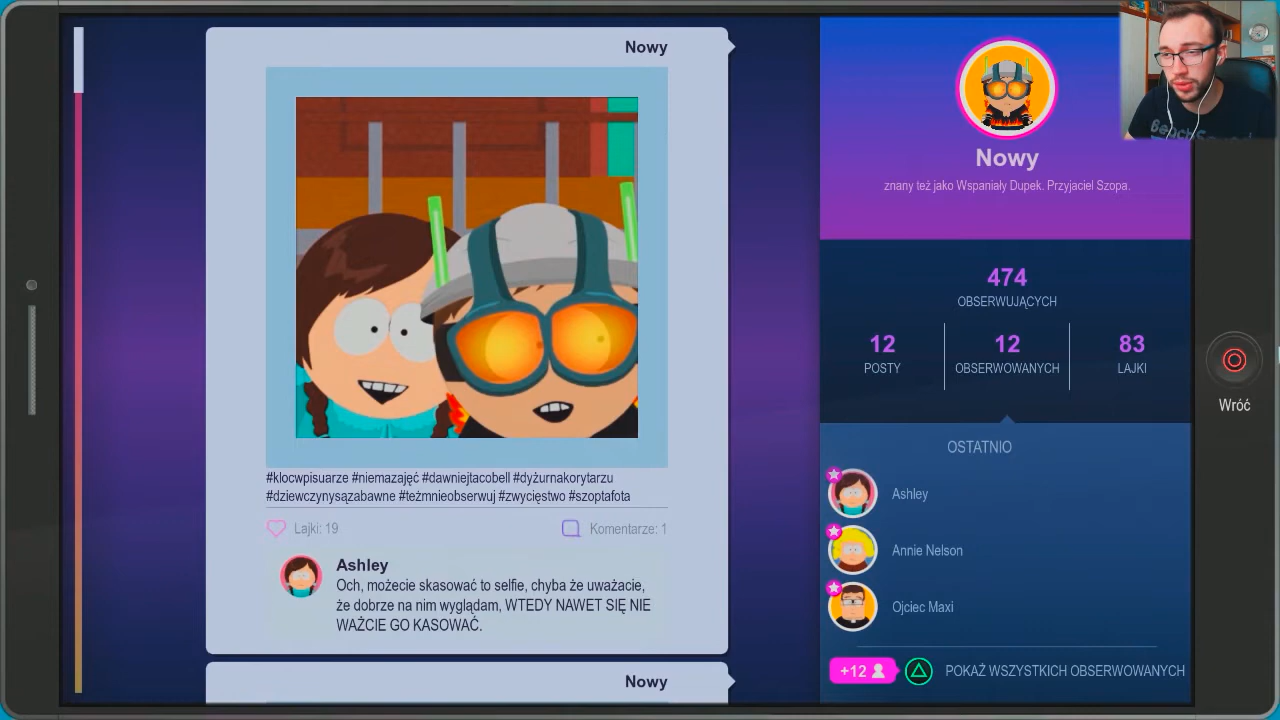 Nowy
#klocwpisuarze #niemazajęć #dawniejtacobell #dyżurnakorytarzu
#dziewczynysązabawne #teżmnieobserwuj #zwycięstwo #szoptafota
Lajki: 19
Komentarze: 1
Ashley
Och, możecie skasować to selfie, chyba że uważacie,
że dobrze na nim wyglądam, WTEDY NAWET SIĘ NIE
WAŻCIE GO KASOWAĆ.
Nowy
Nowy
znany też jako Wspaniały Dupek. Przyjaciel Szopa.
474
OBSERWUJĄCYCH
12
POSTY
12
OBSERWOWANYCH
83
LAJKI
OSTATNIO
Ashley
Annie Nelson
Ojciec Maxi
+12
POKAŻ WSZYSTKICH OBSERWOWANYCH
Wróć